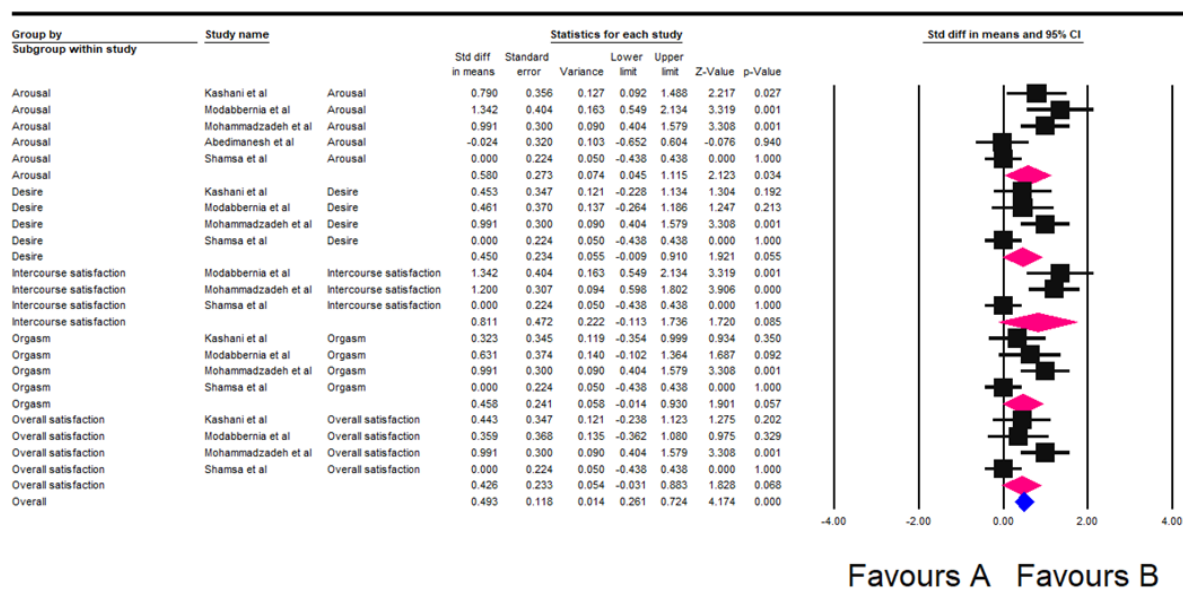 Group by Study name Statistics for each study Std diff in means and 95% CI
Subgroup within study
Std diff Standard Lower Upper
in means error Variance limit limit Z-Value p-Value
Arousal Kashani et al Arousal 0.790 0.356 0.127 0.092 1.488 2.217 0.027
Arousal Modabbernia et al Arousal 1.342 0.404 0.163 0.549 2.134 3.319 0.001
Arousal Mohammadzadeh et al Arousal 0.991 0.300 0.090 0.404 1.579 3.308 0.001
Arousal Abedimanesh et al Arousal -0.024 0.320 0.103 -0.652 0.604 -0.076 0.940
Arousal Shamsa et al Arousal 0.000 0.224 0.050 -0.438 0.438 0.000 1.000
Arousal 0.580 0.273 0.074 0.045 1.115 2.123 0.034
Desire Kashani et al Desire 0.453 0.347 0.121 -0.228 1.134 1.304 0.192
Desire Modabbernia et al Desire 0.461 0.370 0.137 -0.264 1.186 1.247 0.213
Desire Mohammadzadeh et al Desire 0.991 0.300 0.090 0.404 1.579 3.308 0.001
Desire Shamsa et al Desire 0.000 0.224 0.050 -0.438 0.438 0.000 1.000
Desire 0.450 0.234 0.055 -0.009 0.910 1.921 0.055
Intercourse satisfaction Modabbernia et al Intercourse satisfaction 1.342 0.404 0.163 0.549 2.134 3.319 0.001
Intercourse satisfaction Mohammadzadeh et al Intercourse satisfaction 1.200 0.307 0.094 0.598 1.802 3.906 0.000
Intercourse satisfaction Shamsa et al Intercourse satisfaction 0.000 0.224 0.050 -0.438 0.438 0.000 1.000
Intercourse satisfaction 0.811 0.472 0.222 -0.113 1.736 1.720 0.085
Orgasm Kashani et al Orgasm 0.323 0.345 0.119 -0.354 0.999 0.934 0.350
Orgasm Modabbernia et al Orgasm 0.631 0.374 0.140 -0.102 1.364 1.687 0.092
Orgasm Mohammadzadeh et al Orgasm 0.991 0.300 0.090 0.404 1.579 3.308 0.001
Orgasm Shamsa et al Orgasm 0.000 0.224 0.050 -0.438 0.438 0.000 1.000
Orgasm 0.458 0.241 0.058 -0.014 0.930 1.901 0.057
Overall satisfaction Kashani et al Overall satisfaction 0.443 0.347 0.121 -0.238 1.123 1.275 0.202
Overall satisfaction Modabbernia et al Overall satisfaction 0.359 0.368 0.135 -0.362 1.080 0.975 0.329
Overall satisfaction Mohammadzadeh et al Overall satisfaction 0.991 0.300 0.090 0.404 1.579 3.308 0.001
Overall satisfaction Shamsa et al Overall satisfaction 0.000 0.224 0.050 -0.438 0.438 0.000 1.000
Overall satisfaction 0.426 0.233 0.054 -0.031 0.883 1.828 0.068
Overall 0.493 0.118 0.014 0.261 0.724 4.174 0.000
-4.00 -2.00 0.00 2.00 4.00
Favours A Favours B